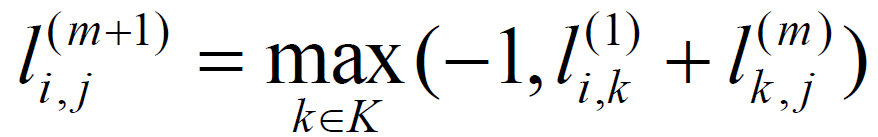 l_{i,j}^{(m+1)} = \max_{k∈K}(−1, l_{i,k}^{(1)} + l_{k,j}^{(m)})